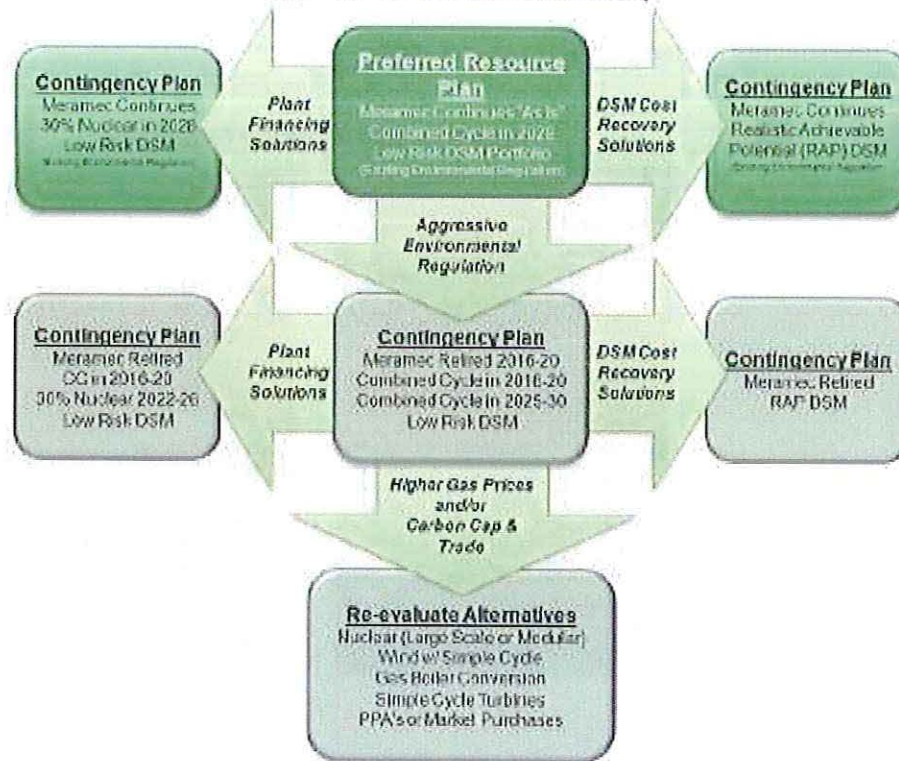 Contingency Plan
Meramec Continues
30% Nuclear in 2028
Low Risk DSM
(Existing Environmental Regulation)
Plant
Financing
Solutions
Preferred Resource
Plan
Meramec Continues "As Is"
Combined Cycle in 2028
Low Risk DSM Portfolio
(Existing Environmental Regulation)
DSM Cost
Recovery
Solutions
Contingency Plan
Meramec Continues
Realistic Achievable
Potential (RAP) DSM
(Existing Environmental Regulation)
Aggressive
Environmental
Regulation
Contingency Plan
Meramec Retired
CC in 2016-20
30% Nuclear 2022-26
Low Risk DSM
Plant
Financing
Solutions
Contingency Plan
Meramec Retired 2016-20
Combined Cycle in 2016-20
Combined Cycle in 2025-30
Low Risk DSM
DSM Cost
Recovery
Solutions
Contingency Plan
Meramec Retired
RAP DSM
Higher Gas Prices
and/or
Carbon Cap &
Trade
Re-evaluate Alternatives
Nuclear (Large Scale or Modular)
Wind w/ Simple Cycle
Gas Boiler Conversion
Simple Cycle Turbines
PPA's or Market Purchases